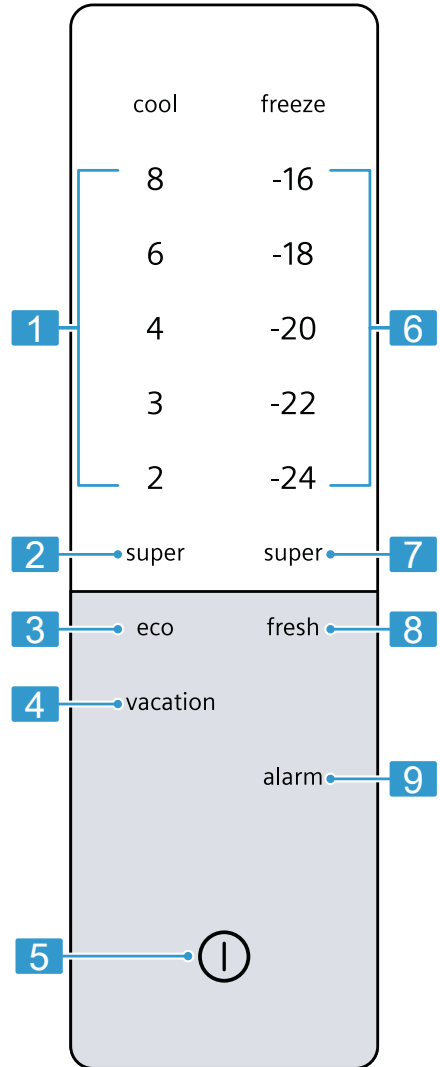 cool freeze
8 -16
6 -18
1 4 -20 6
3 -22
2 -24
2 super super 7
3 eco fresh 8
4 vacation
alarm 9
5